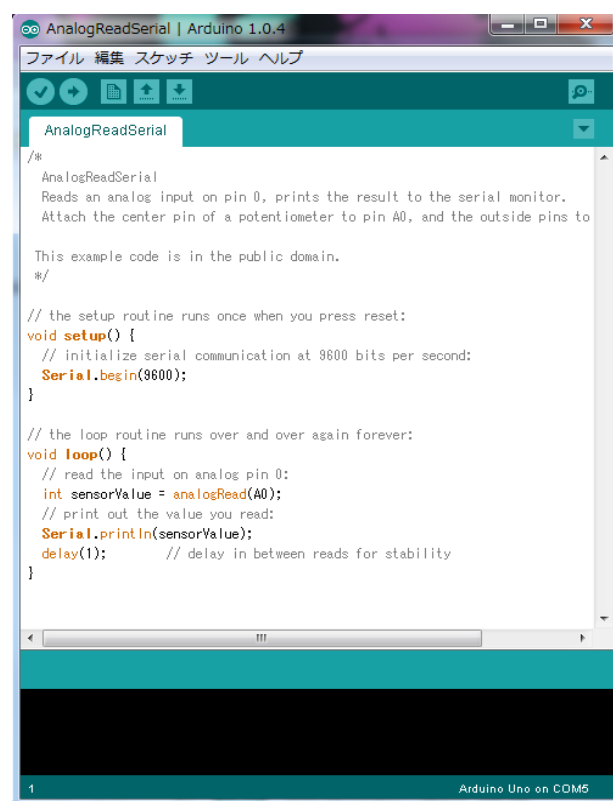 AnalogReadSerial | Arduino 1.0.4
ファイル 編集 スケッチ ツール ヘルプ
AnalogReadSerial
/*
  AnalogReadSerial
  Reads an analog input on pin 0, prints the result to the serial monitor.
  Attach the center pin of a potentiometer to pin A0, and the outside pins to

 This example code is in the public domain.
 */

// the setup routine runs once when you press reset:
void setup() {
  // initialize serial communication at 9600 bits per second:
  Serial.begin(9600);
}

// the loop routine runs over and over again forever:
void loop() {
  // read the input on analog pin 0:
  int sensorValue = analogRead(A0);
  // print out the value you read:
  Serial.println(sensorValue);
  delay(1);        // delay in between reads for stability
}
1 Arduino Uno on COM5